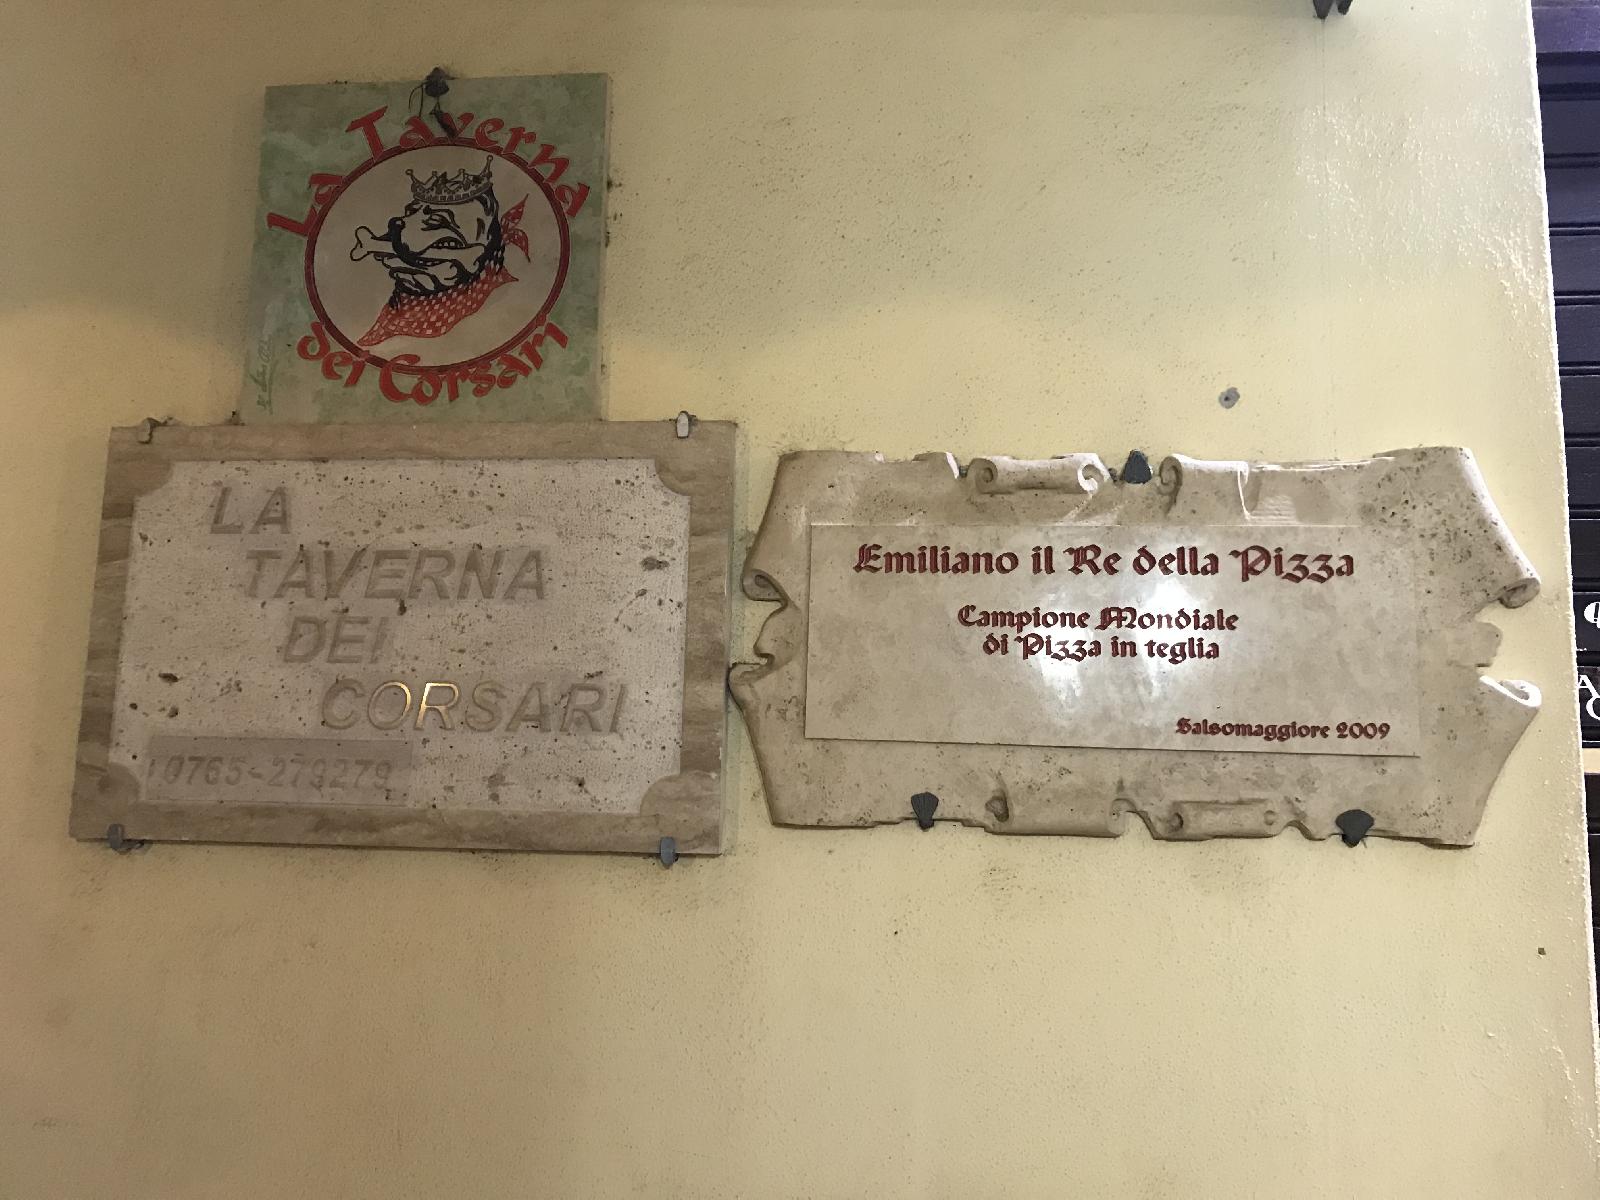 La Taverna
dei Corsari
LA
TAVERNA
DEI
CORSARI
0765-279279
Emiliano il Re della Pizza
Campione Mondiale
di Pizza in teglia
Salsomaggiore 2009